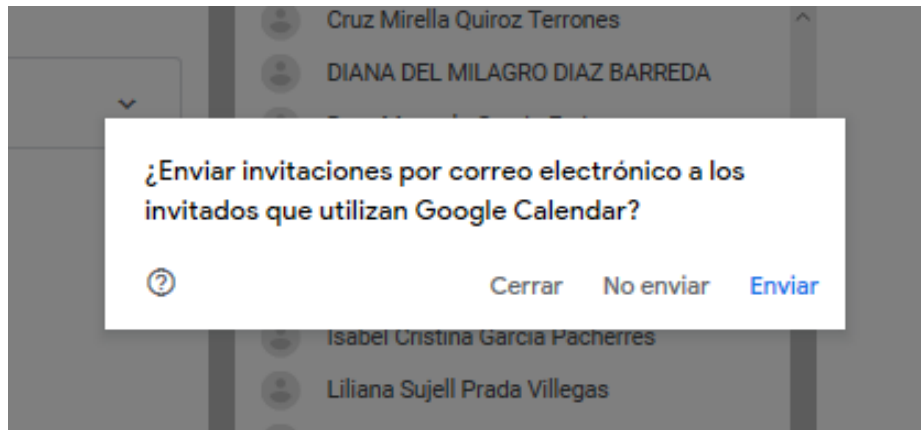 Cruz Mirella Quiroz Terrones
DIANA DEL MILAGRO DIAZ BARREDA
¿Enviar invitaciones por correo electrónico a los
invitados que utilizan Google Calendar?
Cerrar No enviar Enviar
Isabel Cristina Garcia Pacherres
Liliana Sujell Prada Villegas